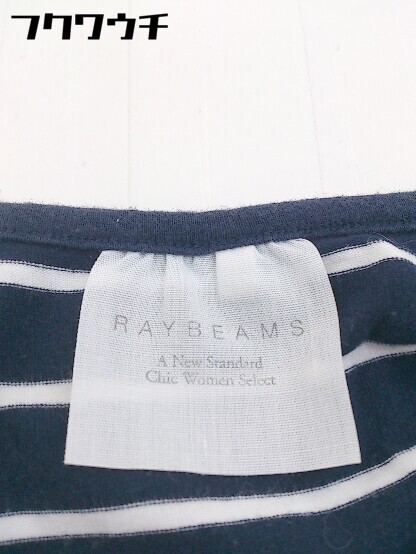 フクワウチ
RAYBEAMS
A New Standard
Chic Women Select